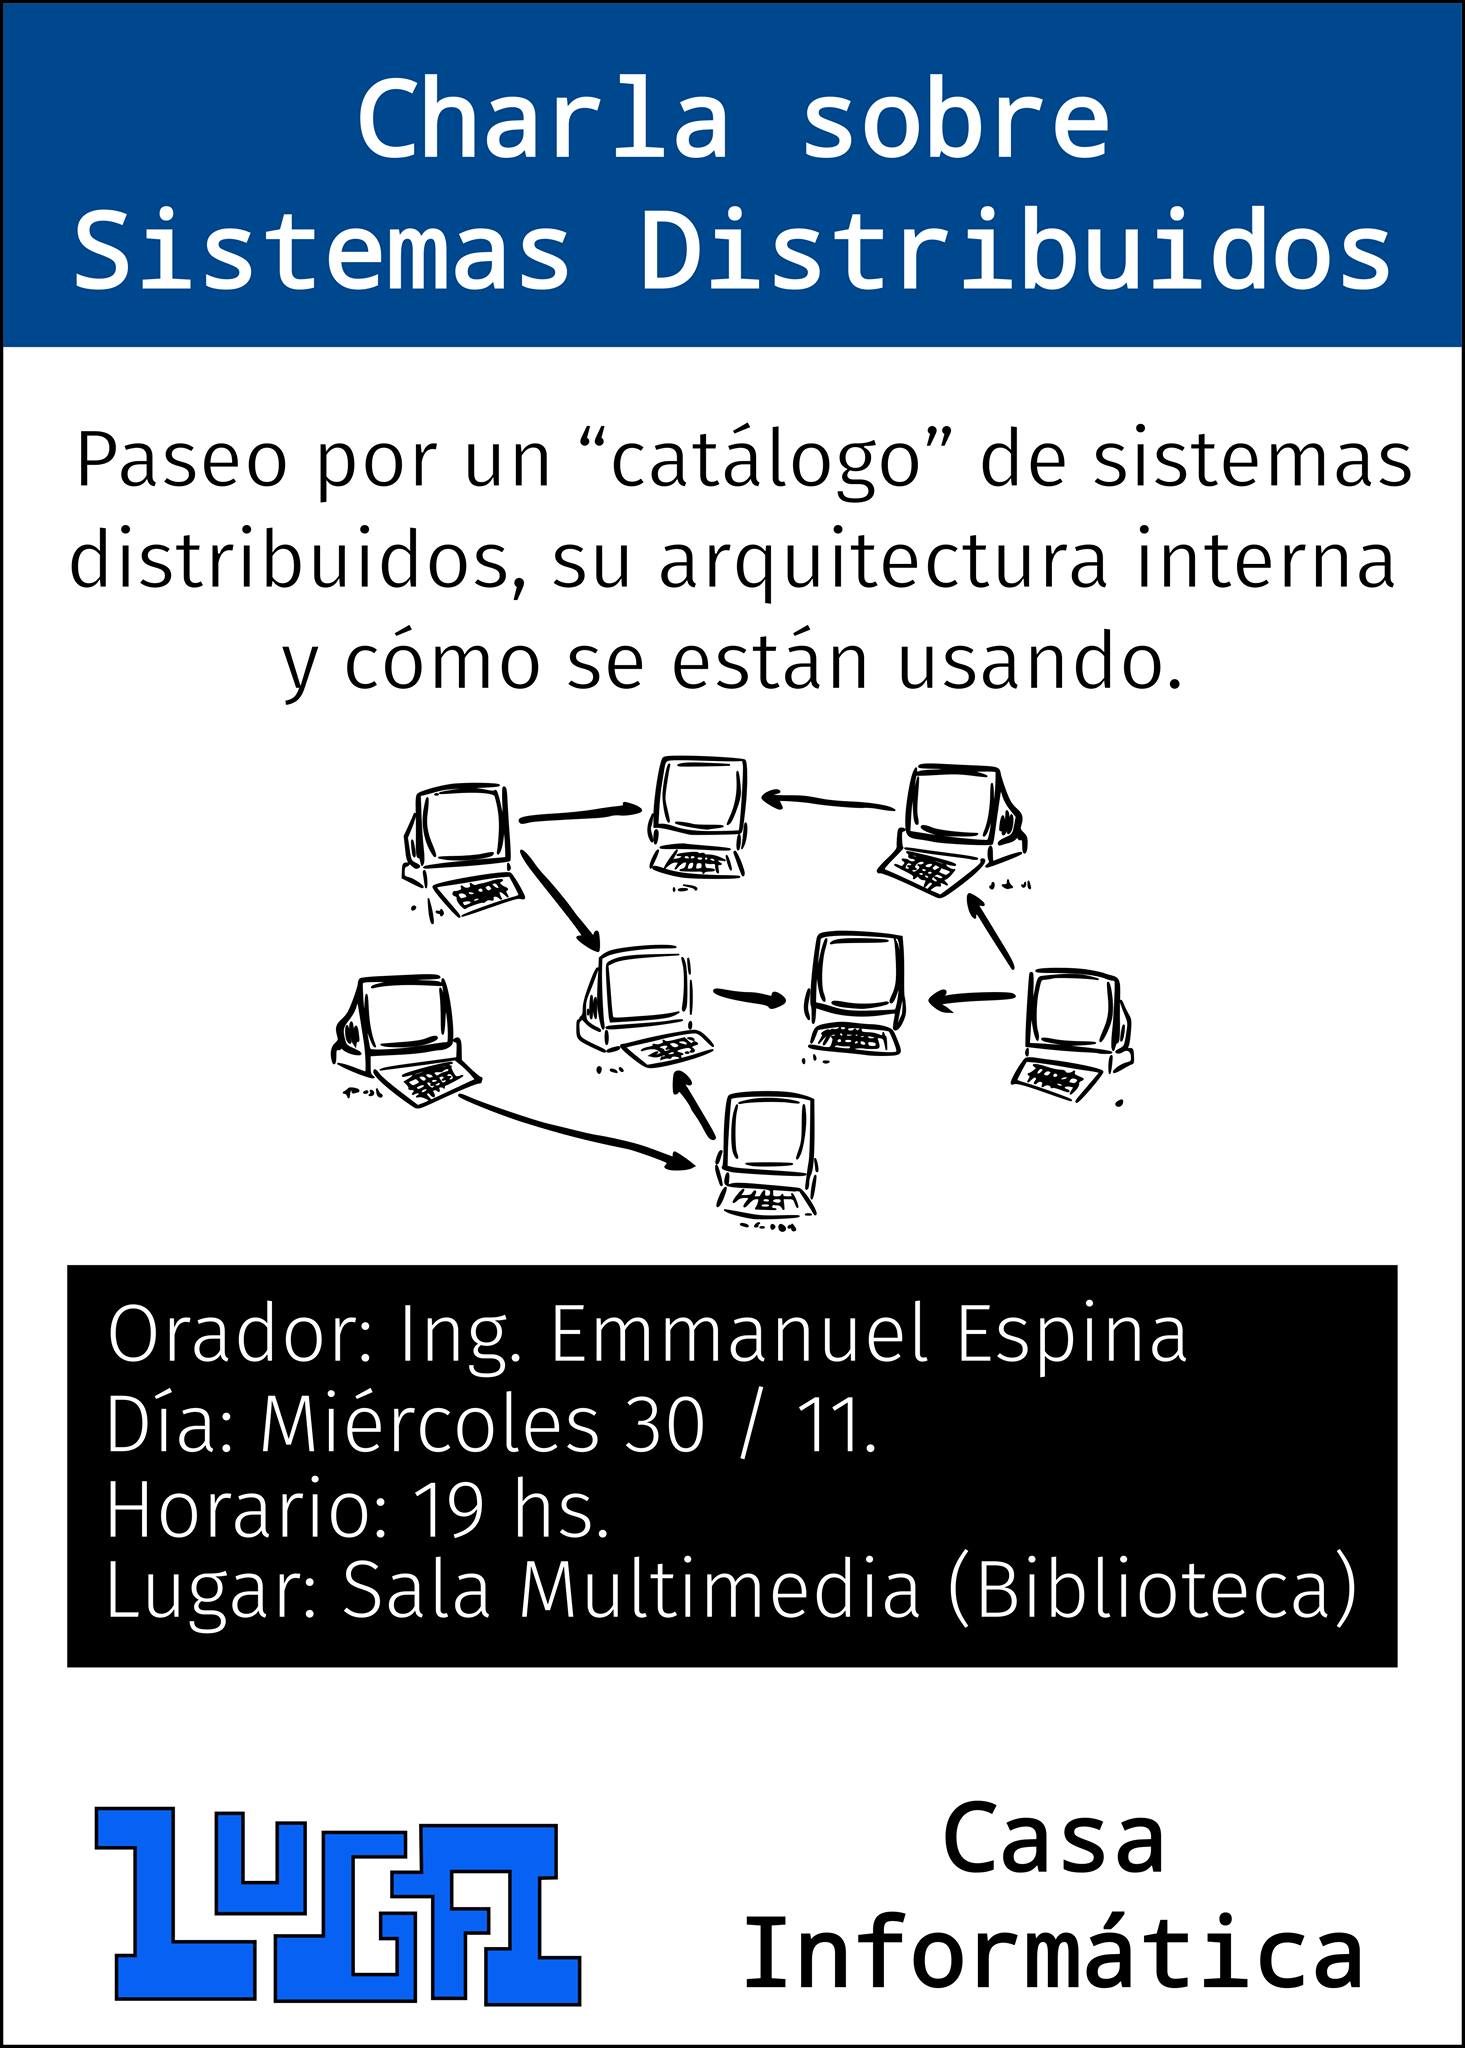 Charla sobre
Sistemas Distribuidos
Paseo por un “catálogo” de sistemas
distribuidos, su arquitectura interna
y cómo se están usando.
Orador: Ing. Emmanuel Espina
Día: Miércoles 30 / 11.
Horario: 19 hs.
Lugar: Sala Multimedia (Biblioteca)
LUGFI
Casa
Informática